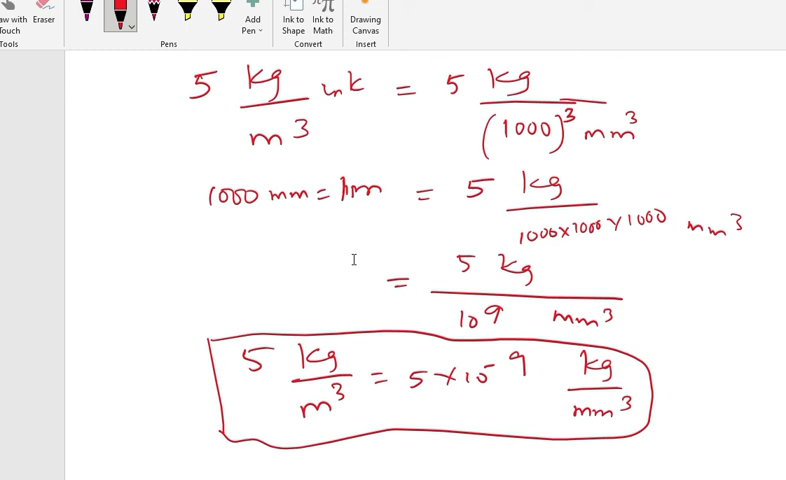 aw with Eraser
Touch
Tools
Pens
Add
Pen
Ink to Ink to
Shape Math
Convert
Drawing
Canvas
Insert
5 kg/m³ = 5 kg/(1000)³ mm³
1000 mm = 1m = 5 kg/1000×1000×1000 mm³
= 5 kg/10⁹ mm³
5 kg/m³ = 5×10⁻⁹ kg/mm³